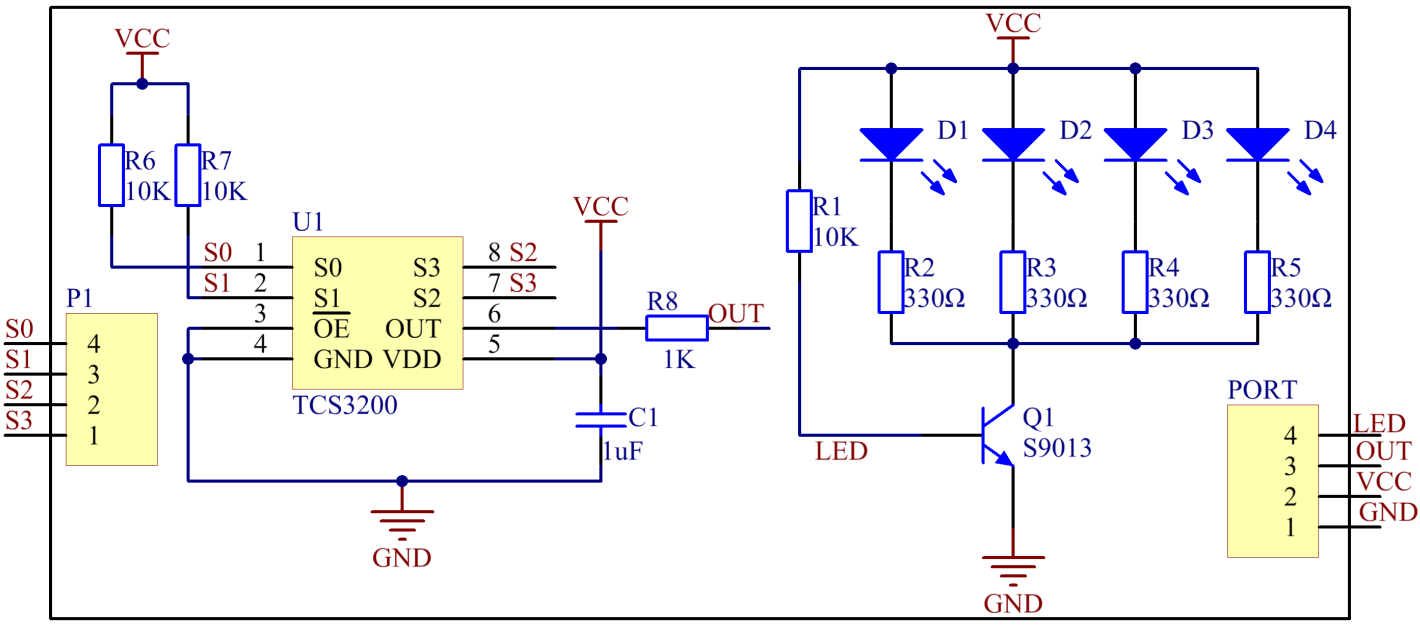 VCC
R6
10K
R7
10K
U1
S0 1 S0
S1 2 S1
3 OE
4 GND
S3 8 S2
S2 7 S3
OUT 6
VDD 5
TCS3200
P1
S0 4
S1 3
S2 2
S3 1
VCC
R8
1K
OUT
C1
1uF
GND
VCC
R1
10K
D1
D2
D3
D4
R2
330Ω
R3
330Ω
R4
330Ω
R5
330Ω
LED
Q1
S9013
GND
PORT
4 LED
3 OUT
2 VCC
1 GND